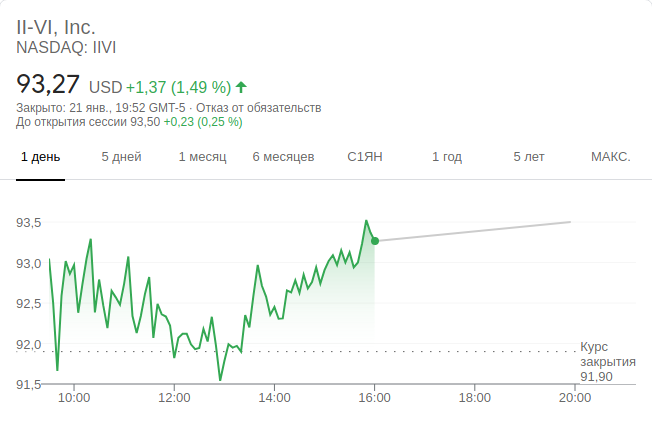 II-VI, Inc.
NASDAQ: IIVI
93,27 USD +1,37 (1,49 %)
Закрыто: 21 янв., 19:52 GMT-5 · Отказ от обязательств
До открытия сессии 93,50 +0,23 (0,25 %)
1 день 5 дней 1 месяц 6 месяцев С1ЯН 1 год 5 лет МАКС.
93,5
93,0
92,5
92,0
91,5
Курс
закрытия
91,90
10:00 12:00 14:00 16:00 18:00 20:00